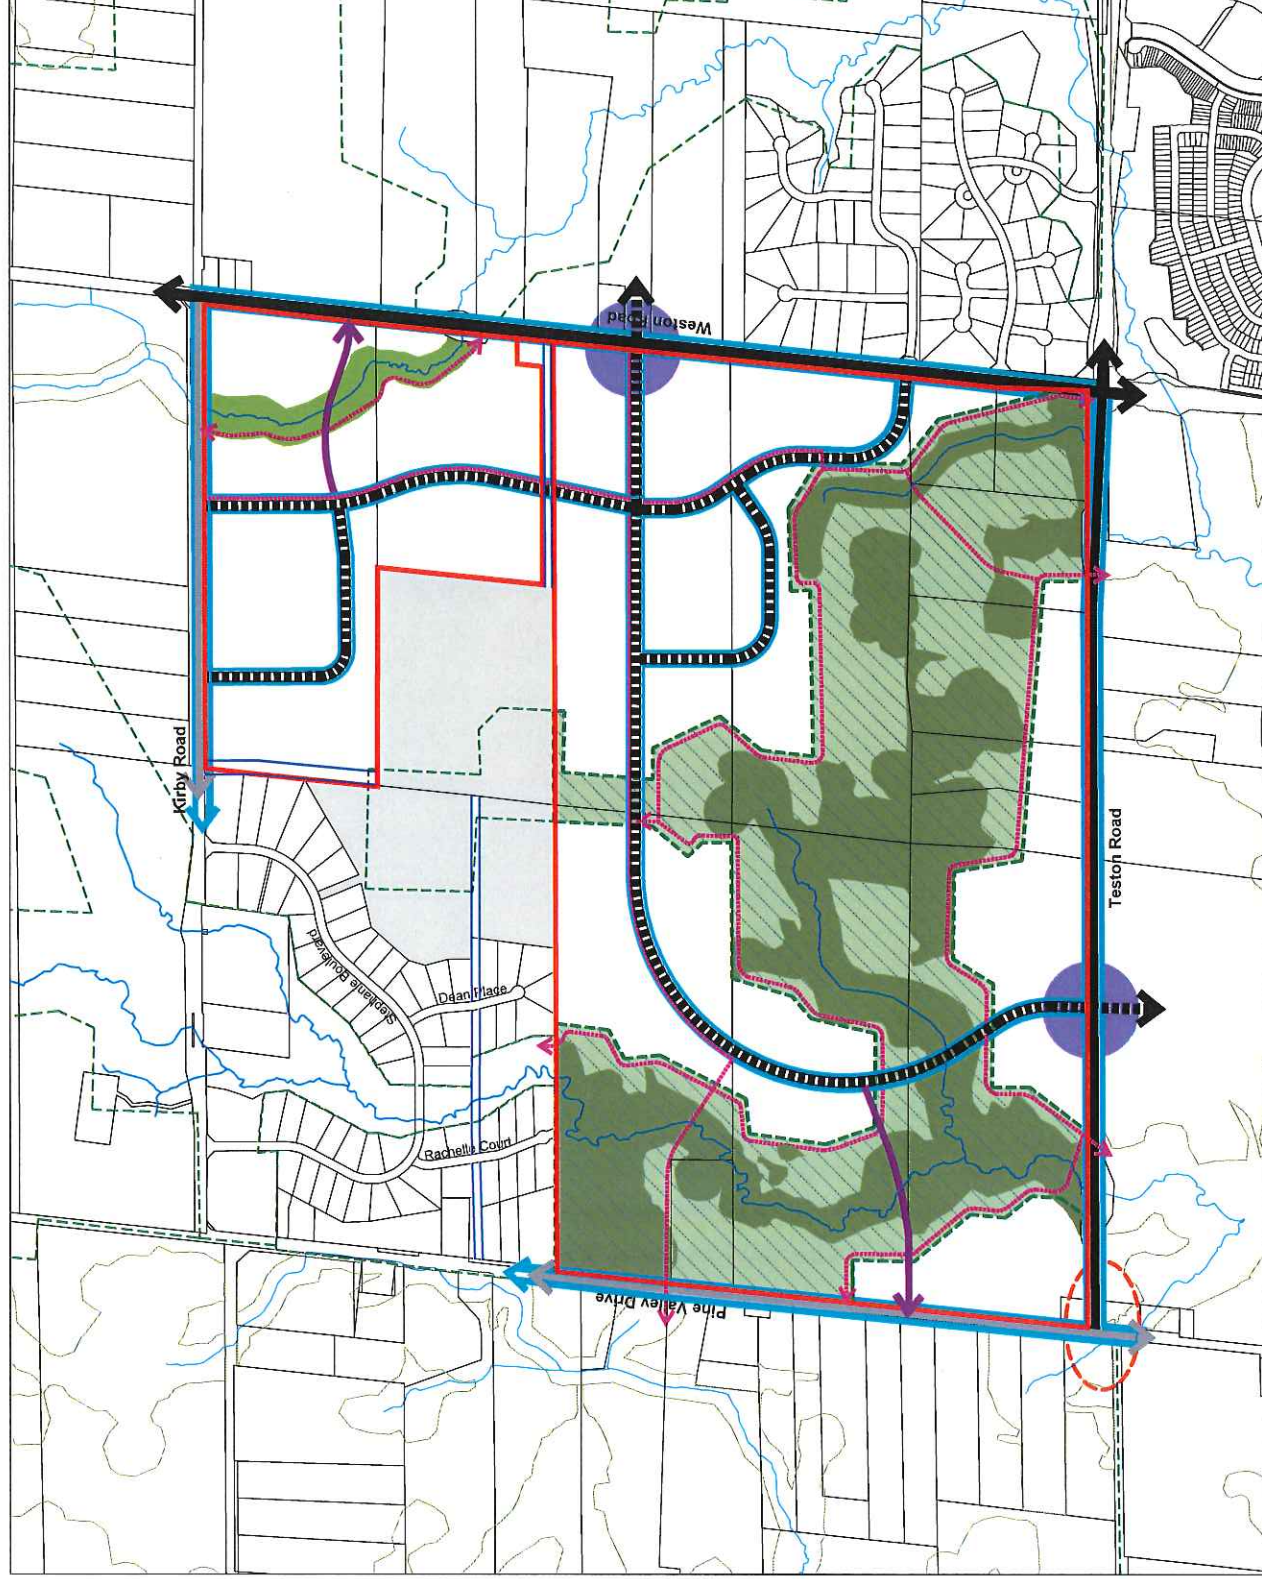 Weston Road
Kirby Road
Teston Road
Stephanie Boulevard
Dean Place
Rachelle Court
Pine Valley Drive